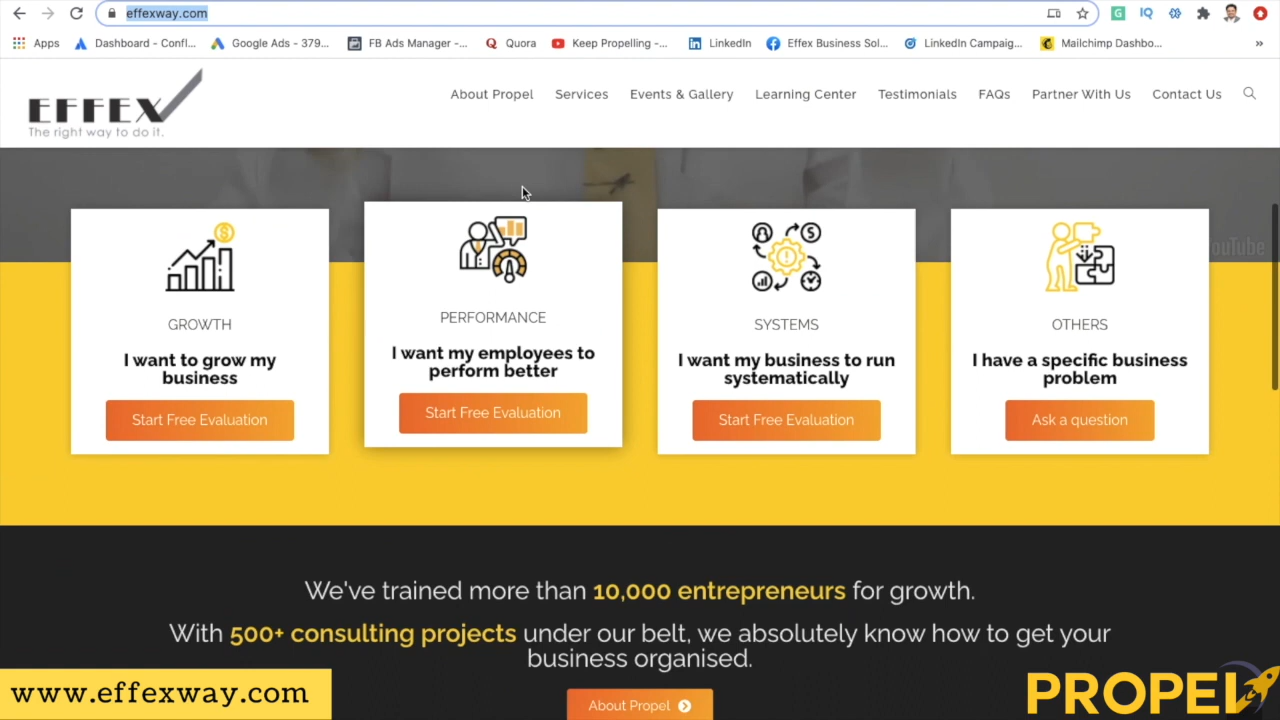 effexway.com
Apps
Dashboard - Confl...
Google Ads - 379...
FB Ads Manager -...
Quora
Keep Propelling -...
LinkedIn
Effex Business Sol...
LinkedIn Campaig...
Mailchimp Dashbo...
»
EFFEX
The right way to do it.
About Propel
Services
Events & Gallery
Learning Center
Testimonials
FAQs
Partner With Us
Contact Us
YouTube
GROWTH
I want to grow my
business
Start Free Evaluation
PERFORMANCE
I want my employees to
perform better
Start Free Evaluation
SYSTEMS
I want my business to run
systematically
Start Free Evaluation
OTHERS
I have a specific business
problem
Ask a question
We've trained more than 10,000 entrepreneurs for growth.
With 500+ consulting projects under our belt, we absolutely know how to get your
business organised.
About Propel
www.effexway.com
PROPEL